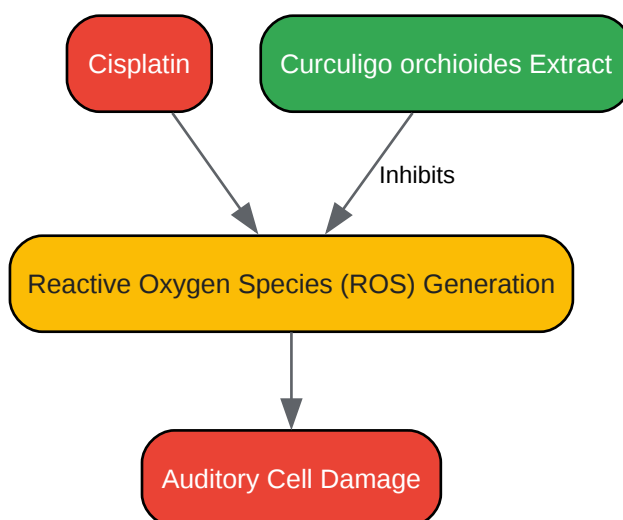 Cisplatin
Curculigo orchioides Extract
Inhibits
Reactive Oxygen Species (ROS) Generation
Auditory Cell Damage